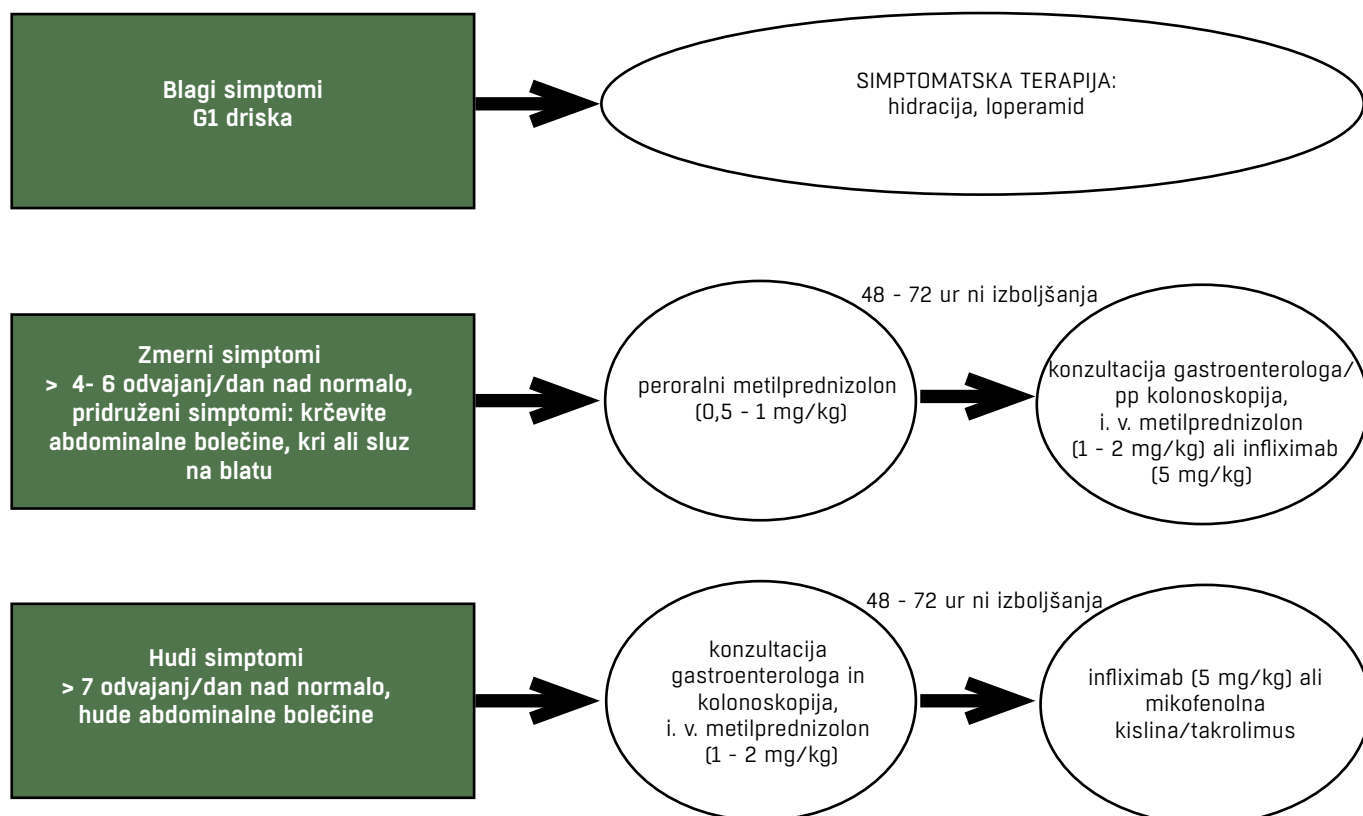 Blagi simptomi
G1 driska
SIMPTOMATSKA TERAPIJA:
hidracija, loperamid
Zmerni simptomi
> 4- 6 odvajanj/dan nad normalo,
pridruženi simptomi: krčevite
abdominalne bolečine, kri ali sluz
na blatu
peroralni metilprednizolon
(0,5 - 1 mg/kg)
48 - 72 ur ni izboljšanja
konzultacija gastroenterologa/
pp kolonoskopija,
i. v. metilprednizolon
(1 - 2 mg/kg) ali infliximab
(5 mg/kg)
Hudi simptomi
> 7 odvajanj/dan nad normalo,
hude abdominalne bolečine
konzultacija
gastroenterologa in
kolonoskopija,
i. v. metilprednizolon
(1 - 2 mg/kg)
48 - 72 ur ni izboljšanja
infliximab (5 mg/kg) ali
mikofenolna
kislina/takrolimus